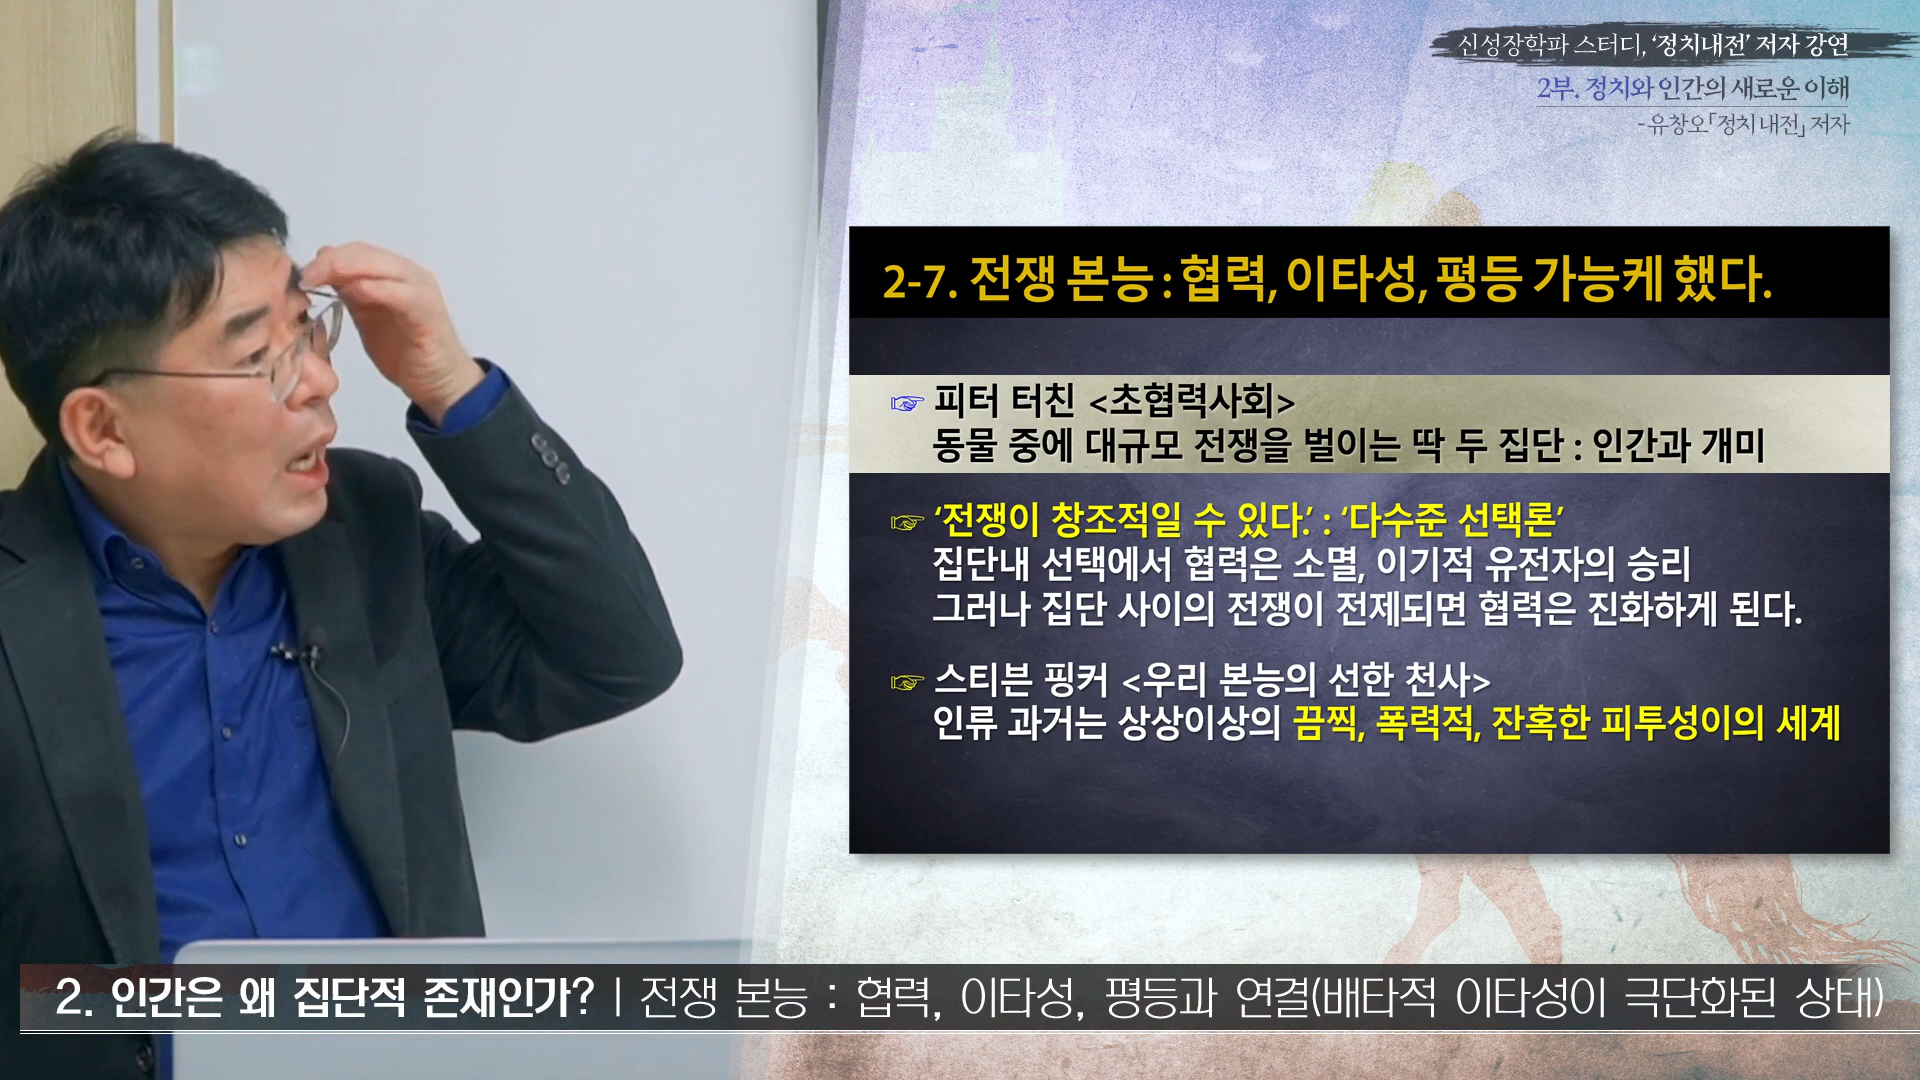 신성장학파 스터디, ‘정치내전’ 저자 강연
2부. 정치와 인간의 새로운 이해
-유창오「정치 내전」 저자
2-7. 전쟁 본능 : 협력, 이타성, 평등 가능케 했다.
☞ 피터 터친 <초협력사회>
동물 중에 대규모 전쟁을 벌이는 딱 두 집단 : 인간과 개미
☞ ‘전쟁이 창조적일 수 있다.’ : ‘다수준 선택론’
집단내 선택에서 협력은 소멸, 이기적 유전자의 승리
그러나 집단 사이의 전쟁이 전제되면 협력은 진화하게 된다.
☞ 스티븐 핑커 <우리 본능의 선한 천사>
인류 과거는 상상이상의 끔찍, 폭력적, 잔혹한 피투성이의 세계
2. 인간은 왜 집단적 존재인가? | 전쟁 본능 : 협력, 이타성, 평등과 연결(배타적 이타성이 극단화된 상태)